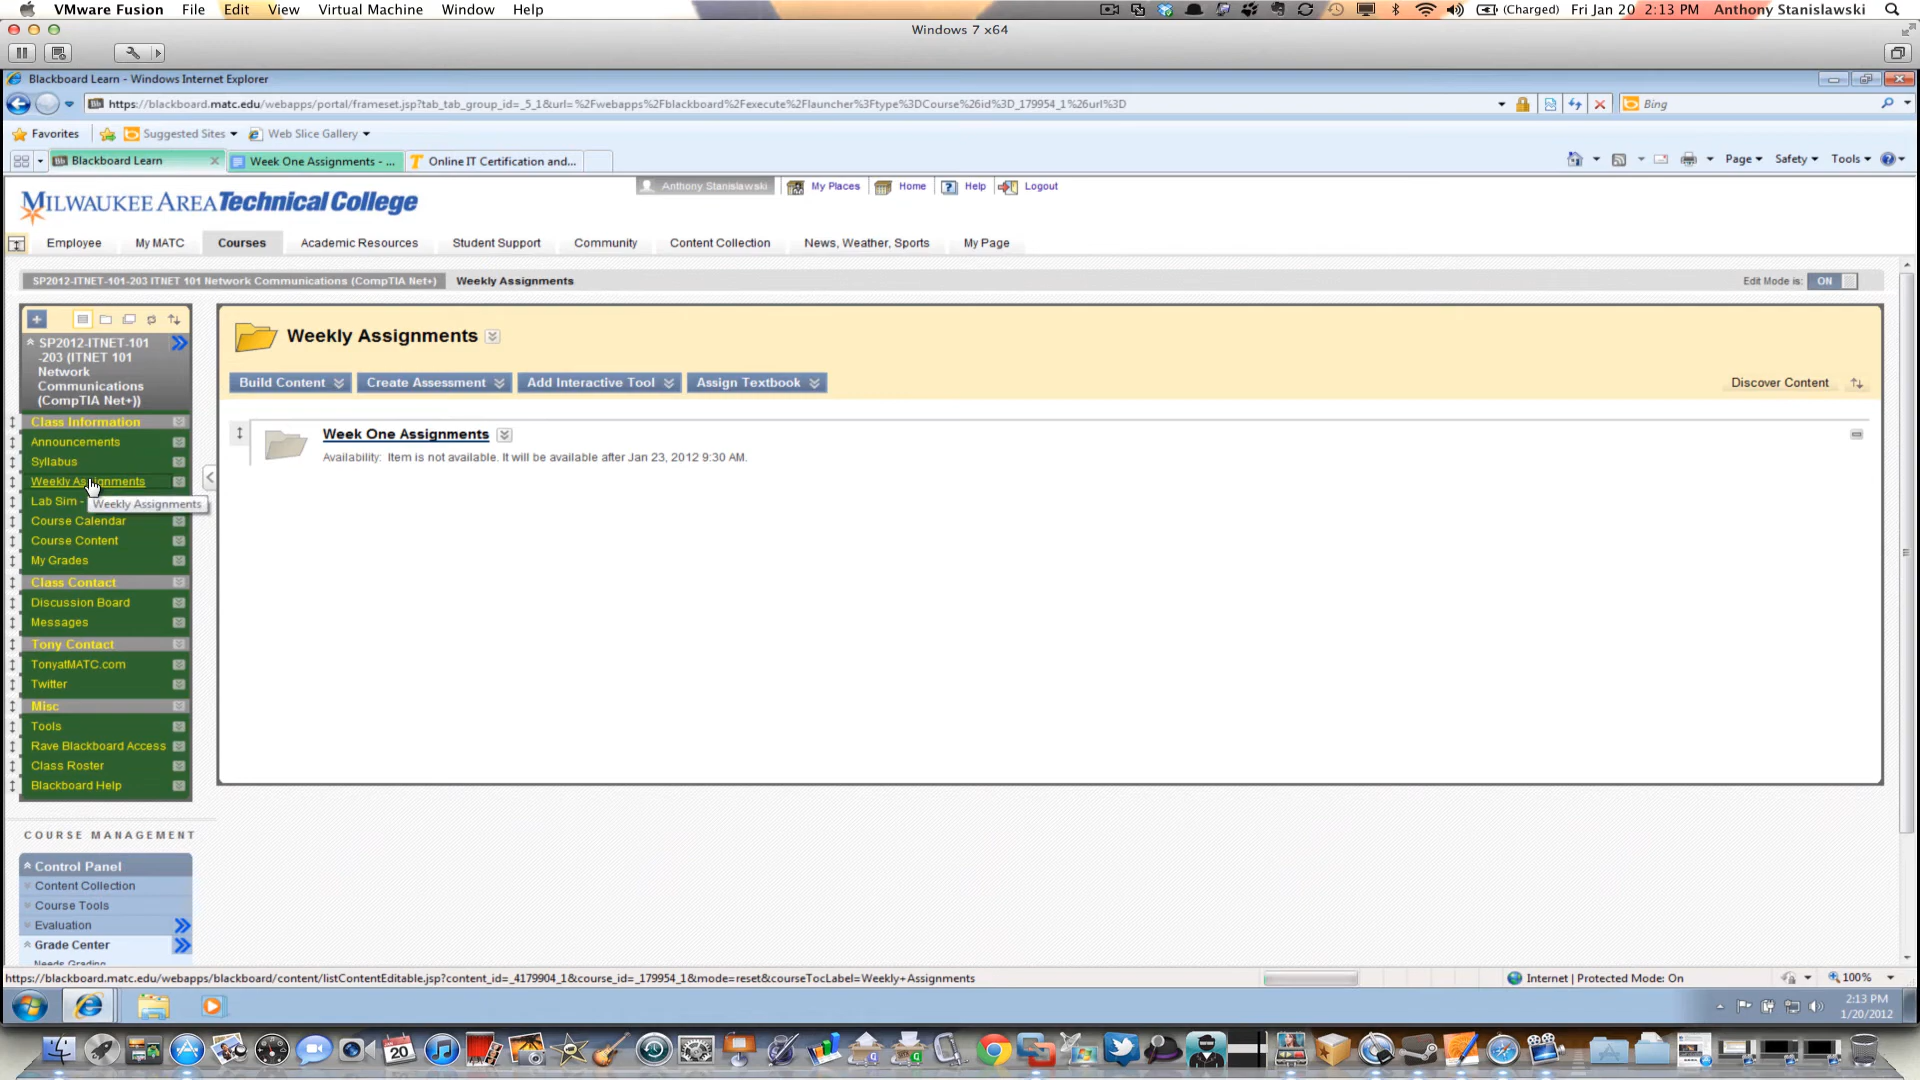 VMware Fusion File Edit View Virtual Machine Window Help (Charged) Fri Jan 20 2:13 PM Anthony Stanislawski
Windows 7 x64
Blackboard Learn - Windows Internet Explorer
https://blackboard.matc.edu/webapps/portal/frameset.jsp?tab_tab_group_id=_5_1&url=%2Fwebapps%2Fblackboard%2Fexecute%2Flauncher%3Ftype%3DCourse%26id%3D_179954_1%26url%3D Bing
Favorites Suggested Sites Web Slice Gallery
Blackboard Learn Week One Assignments - ... Online IT Certification and... Page Safety Tools
Anthony Stanislawski My Places Home Help Logout
MILWAUKEE AREA Technical College
Employee My MATC Courses Academic Resources Student Support Community Content Collection News, Weather, Sports My Page
SP2012-ITNET-101-203 ITNET 101 Network Communications (CompTIA Net+) Weekly Assignments Edit Mode is: ON
SP2012-ITNET-101
-203 (ITNET 101
Network
Communications
(CompTIA Net+))
Weekly Assignments
Build Content Create Assessment Add Interactive Tool Assign Textbook Discover Content
Week One Assignments
Availability: Item is not available. It will be available after Jan 23, 2012 9:30 AM.
Class Information
Announcements
Syllabus
Weekly Assignments
Lab Sim -
Weekly Assignments
Course Calendar
Course Content
My Grades
Class Contact
Discussion Board
Messages
Tony Contact
TonyatMATC.com
Twitter
Misc
Tools
Rave Blackboard Access
Class Roster
Blackboard Help
COURSE MANAGEMENT
Control Panel
Content Collection
Course Tools
Evaluation
Grade Center
Needs Grading
https://blackboard.matc.edu/webapps/blackboard/content/listContentEditable.jsp?content_id=_4179904_1&course_id=_179954_1&mode=reset&courseTocLabel=Weekly+Assignments Internet | Protected Mode: On 100%
2:13 PM
1/20/2012
20